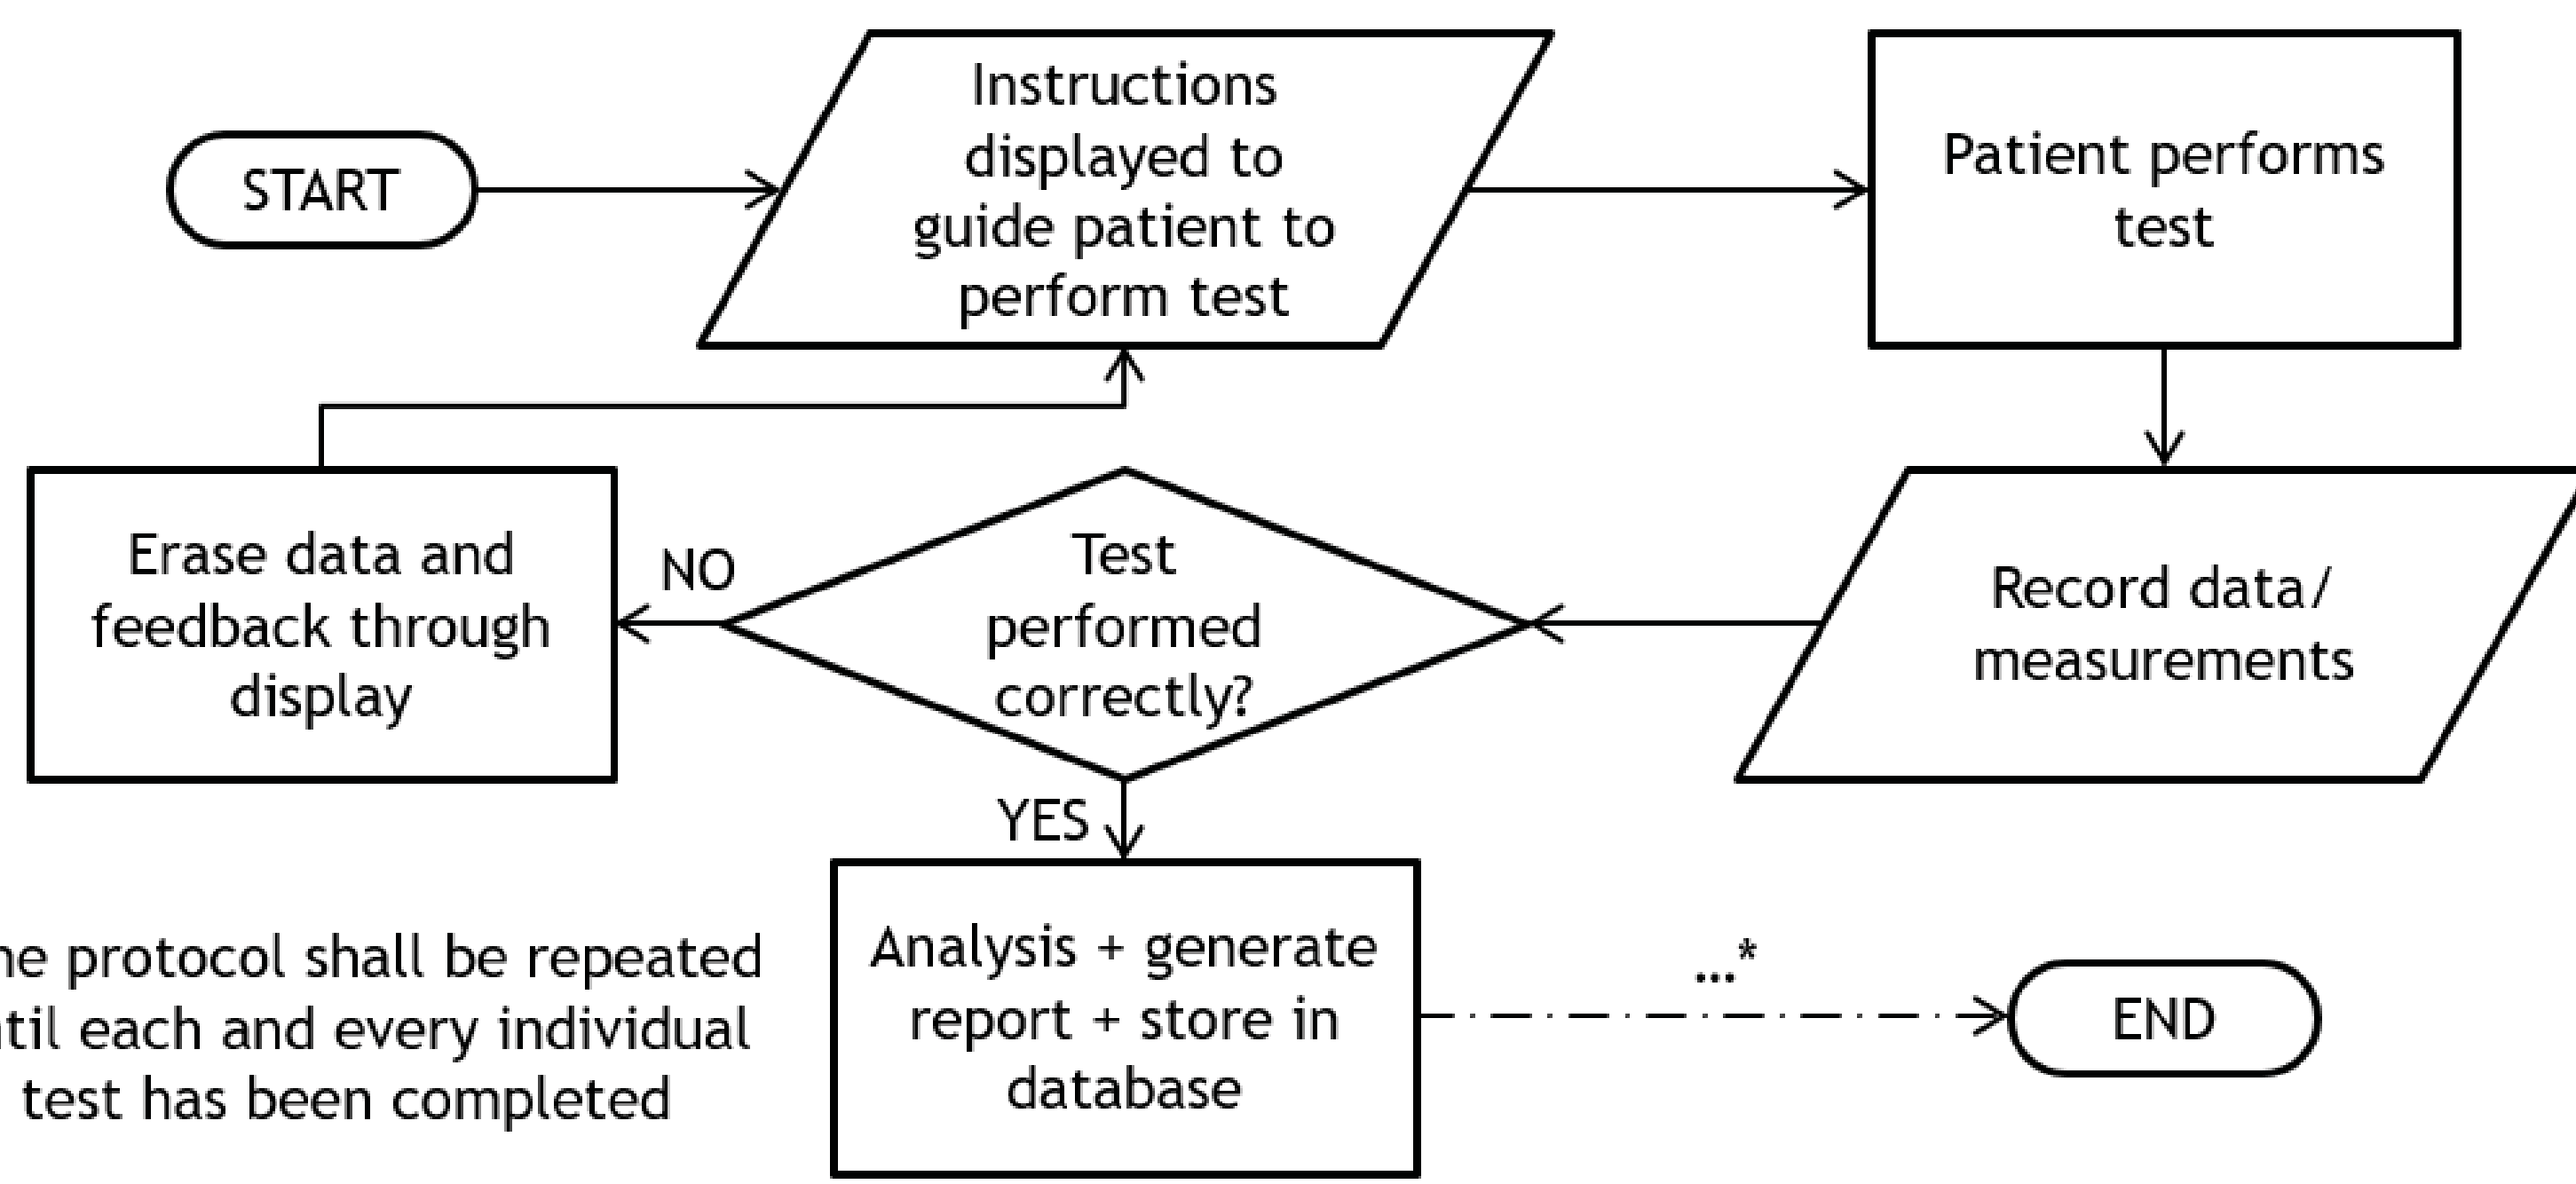 START
Instructions
displayed to
guide patient to
perform test
Patient performs
test
Record data/
measurements
Test
performed
correctly?
NO
Erase data and
feedback through
display
YES
Analysis + generate
report + store in
database
...*
END
protocol shall be repeated
each and every individual
test has been completed